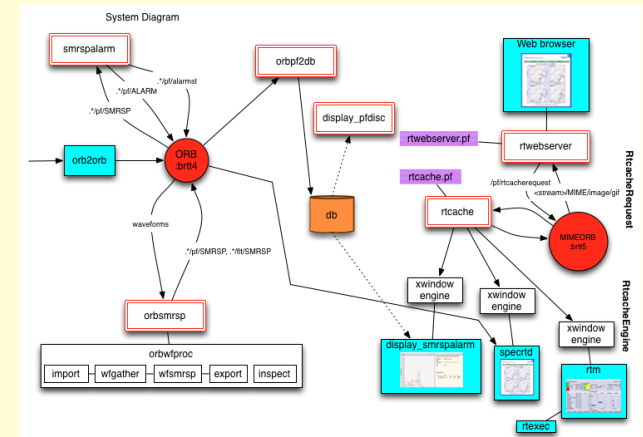 System Diagram
smrspalarm
.*/pf/alarmst
.*/pf/ALARM
.*/pf/SMRSP
orb2orb
ORB
:brtt4
orbpf2db
display_pfdisc
db
waveforms
.*/pf/SMRSP, .*/flt/SMRSP
orbsmrsp
orbwfproc
import
wfgather
wfsmrsp
export
inspect
Web browser
rtwebserver.pf
rtwebserver
rtcache.pf
/pf/rtcacherequest
<stream>/MIME/image/gif
rtcache
MIMEORB
:brtt5
RtcacheRequest
xwindow
engine
xwindow
engine
xwindow
engine
RtcacheEngine
display_smrspalarm
specrtd
rtm
rtexec